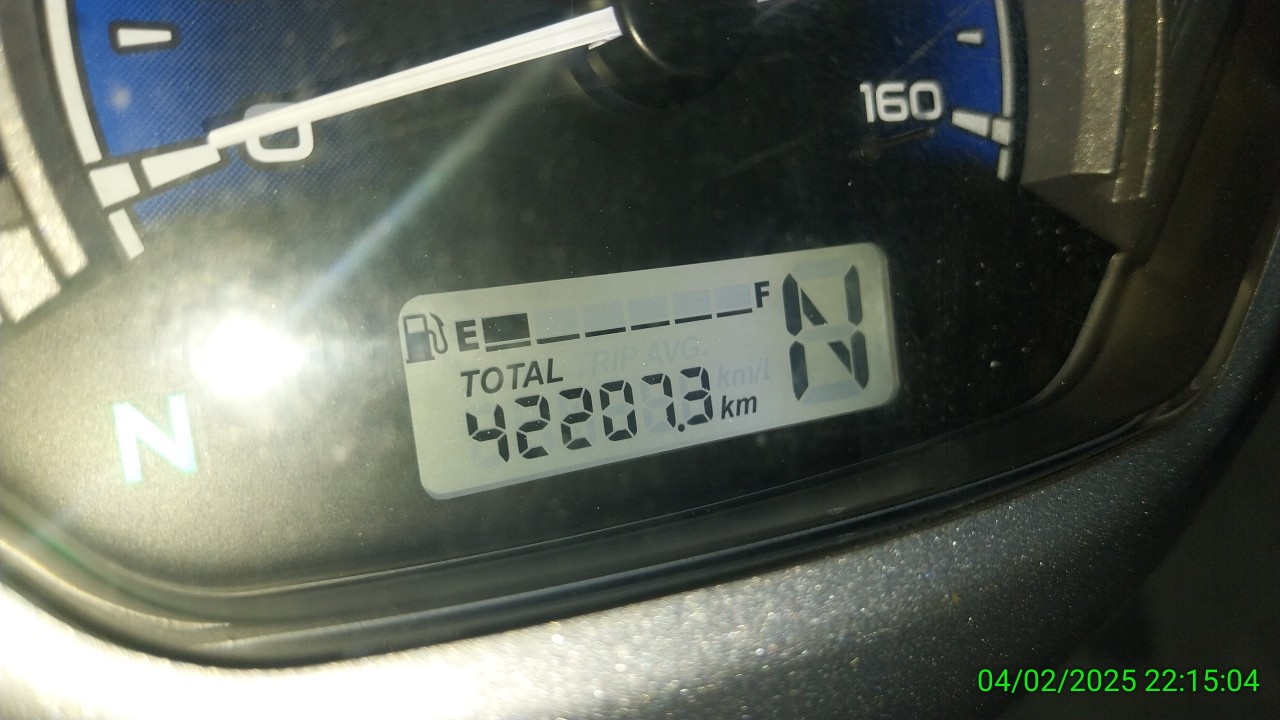 0
160
E F
N
TOTAL
TRIP AVG.
km/L
42207.3 km
N
04/02/2025 22:15:04